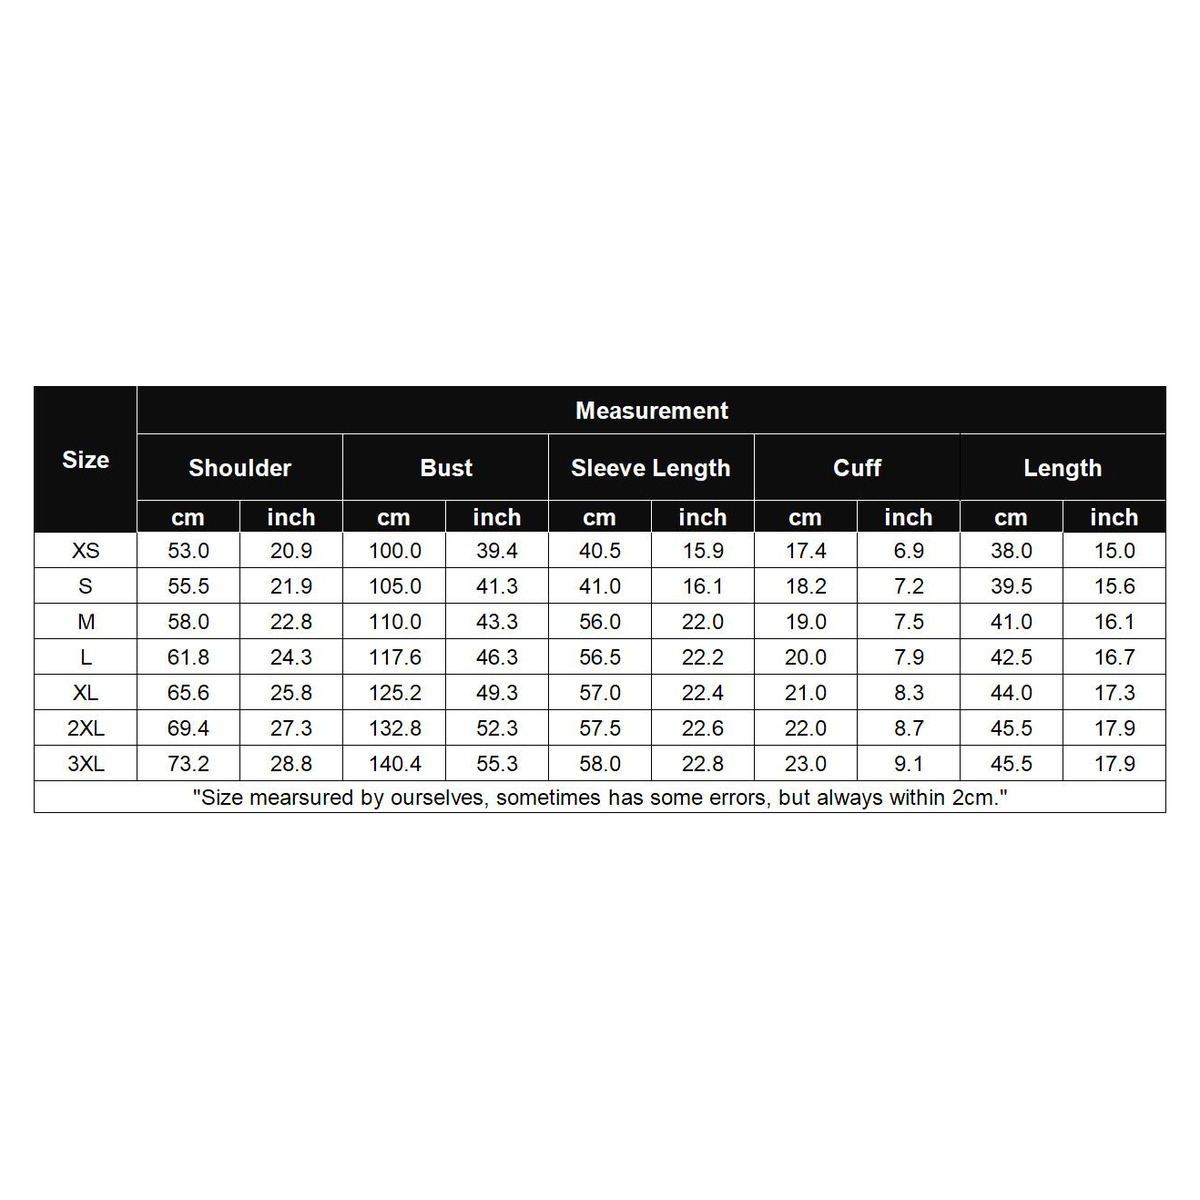 Measurement
Size
Shoulder Bust Sleeve Length Cuff Length
cm inch cm inch cm inch cm inch cm inch
XS 53.0 20.9 100.0 39.4 40.5 15.9 17.4 6.9 38.0 15.0
S 55.5 21.9 105.0 41.3 41.0 16.1 18.2 7.2 39.5 15.6
M 58.0 22.8 110.0 43.3 56.0 22.0 19.0 7.5 41.0 16.1
L 61.8 24.3 117.6 46.3 56.5 22.2 20.0 7.9 42.5 16.7
XL 65.6 25.8 125.2 49.3 57.0 22.4 21.0 8.3 44.0 17.3
2XL 69.4 27.3 132.8 52.3 57.5 22.6 22.0 8.7 45.5 17.9
3XL 73.2 28.8 140.4 55.3 58.0 22.8 23.0 9.1 45.5 17.9
"Size mearsured by ourselves, sometimes has some errors, but always within 2cm."